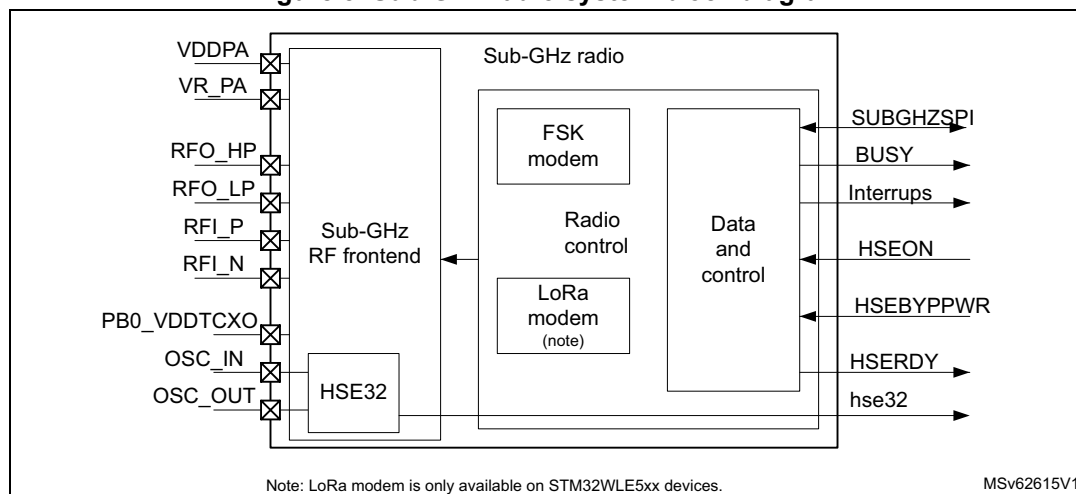 VDDPA
VR_PA
RFO_HP
RFO_LP
RFI_P
RFI_N
PB0_VDDTCXO
OSC_IN
OSC_OUT
Sub-GHz
RF frontend
HSE32
Sub-GHz radio
FSK
modem
Radio
control
LoRa
modem
(note)
Data
and
control
SUBGHZSPI
BUSY
Interrups
HSEON
HSEBYPPWR
HSERDY
hse32
Note: LoRa modem is only available on STM32WLE5xx devices.
MSv62615V1